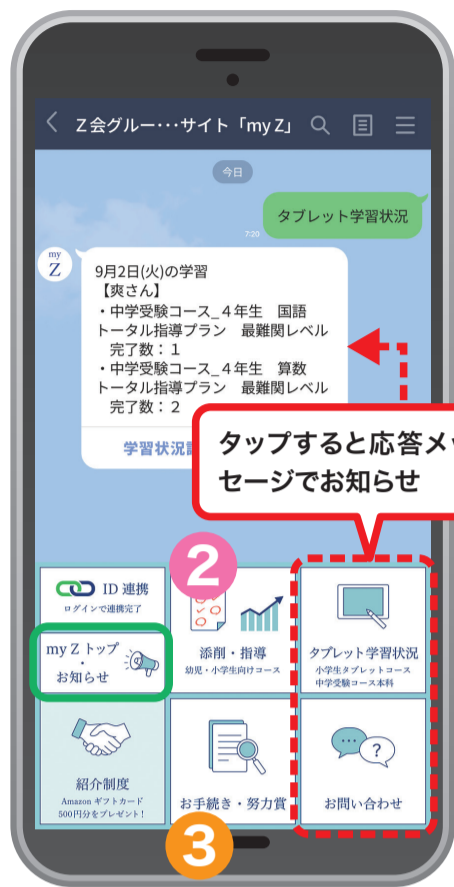 Z会グルー･･･サイト「my Z」
今日
タブレット学習状況
7:20
my
Z
9月2日(火)の学習
【爽さん】
・中学受験コース_４年生　国語
トータル指導プラン　最難関レベル
完了数：１
・中学受験コース_４年生　算数
トータル指導プラン　最難関レベル
完了数：２
学習状況
タップすると応答メッ
セージでお知らせ
2
ID 連携
ログインで連携完了
my Z トップ
・
お知らせ
添削・指導
幼児・小学生向けコース
タブレット学習状況
小学生タブレットコース
中学受験コース本科
紹介制度
Amazon ギフトカード
500円分をプレゼント！
お手続き・努力賞
?
お問い合わせ
3